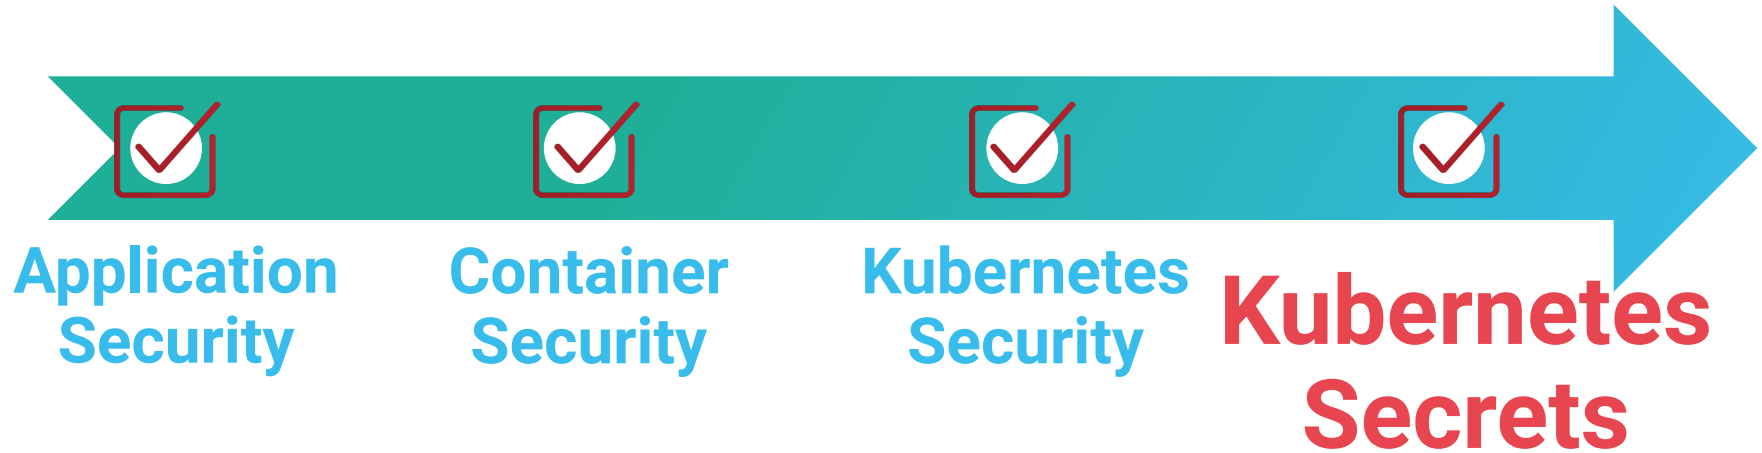 Application
Security
Container
Security
Kubernetes
Security
Kubernetes
Secrets